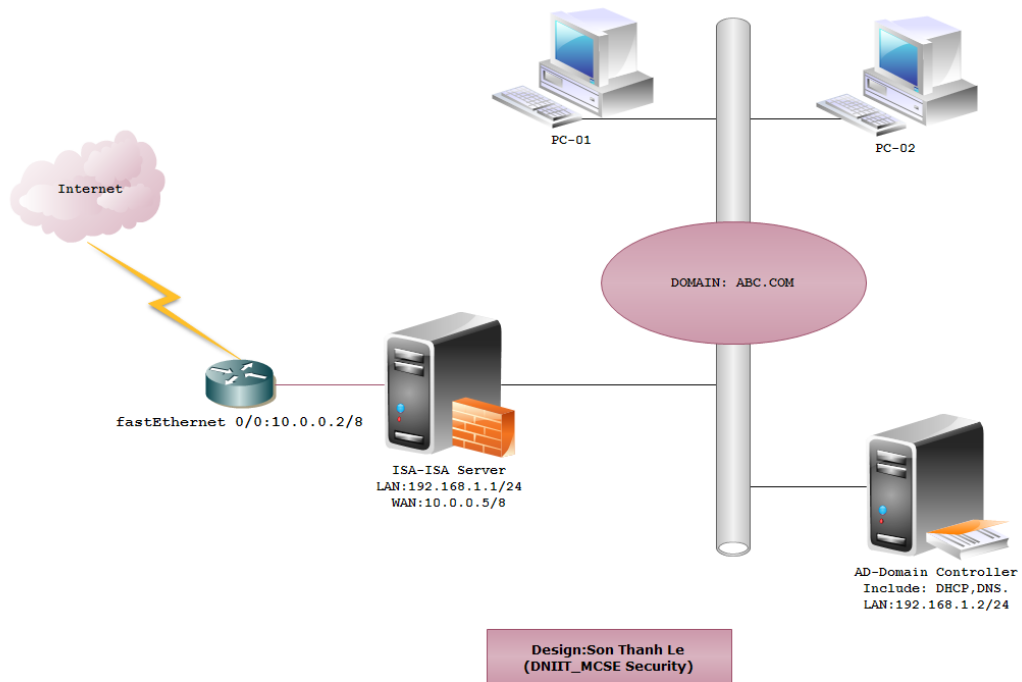 PC-01
PC-02
Internet
DOMAIN: ABC.COM
fastEthernet 0/0:10.0.0.2/8
ISA-ISA Server
LAN:192.168.1.1/24
WAN:10.0.0.5/8
AD-Domain Controller
Include: DHCP,DNS.
LAN:192.168.1.2/24
Design:Son Thanh Le
(DNIIT_MCSE Security)